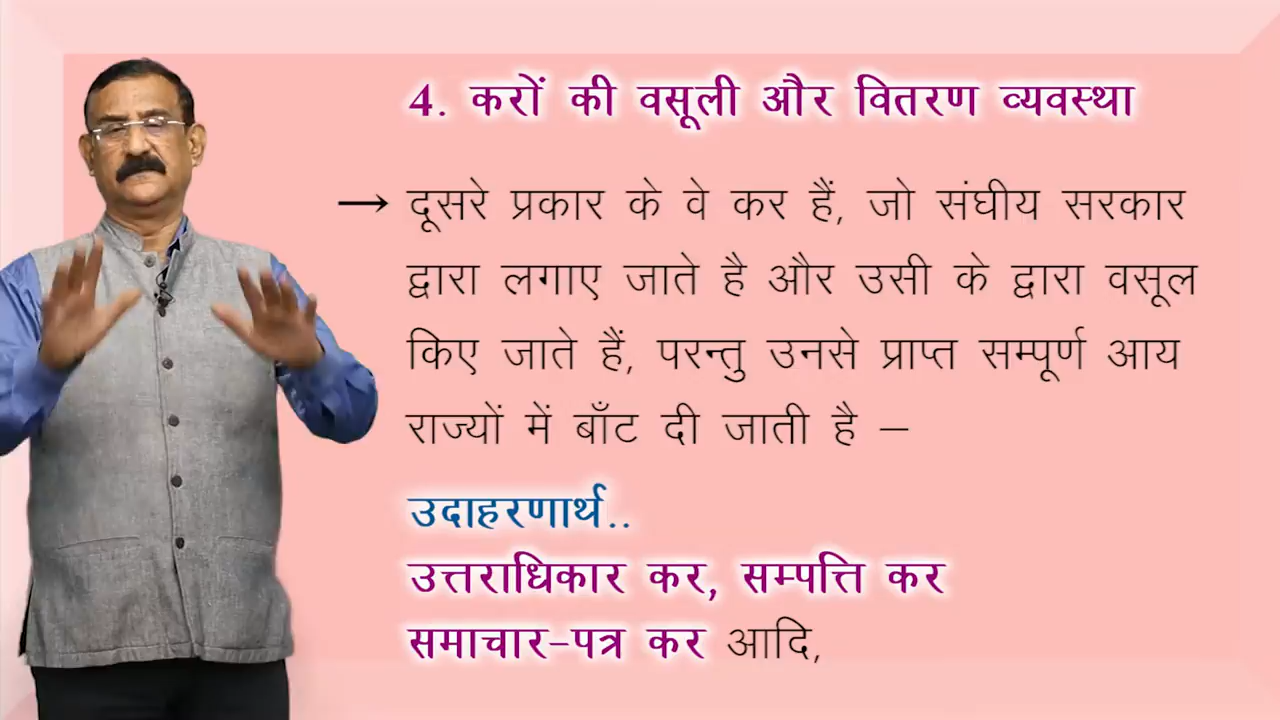 4. करों की वसूली और वितरण व्यवस्था
→ दूसरे प्रकार के वे कर हैं, जो संघीय सरकार
द्वारा लगाए जाते है और उसी के द्वारा वसूल
किए जाते हैं, परन्तु उनसे प्राप्त सम्पूर्ण आय
राज्यों में बाँट दी जाती है –
उदाहरणार्थ..
उत्तराधिकार कर, सम्पत्ति कर
समाचार-पत्र कर आदि,